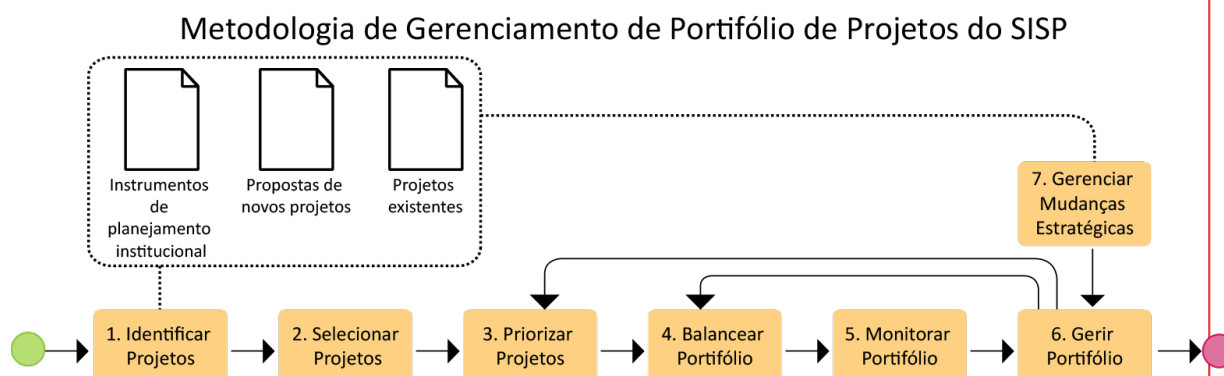 Metodologia de Gerenciamento de Portifólio de Projetos do SISP
Instrumentos
de
planejamento
institucional
Propostas de
novos projetos
Projetos
existentes
7. Gerenciar
Mudanças
Estratégicas
1. Identificar
Projetos
2. Selecionar
Projetos
3. Priorizar
Projetos
4. Balancear
Portifólio
5. Monitorar
Portifólio
6. Gerir
Portifólio